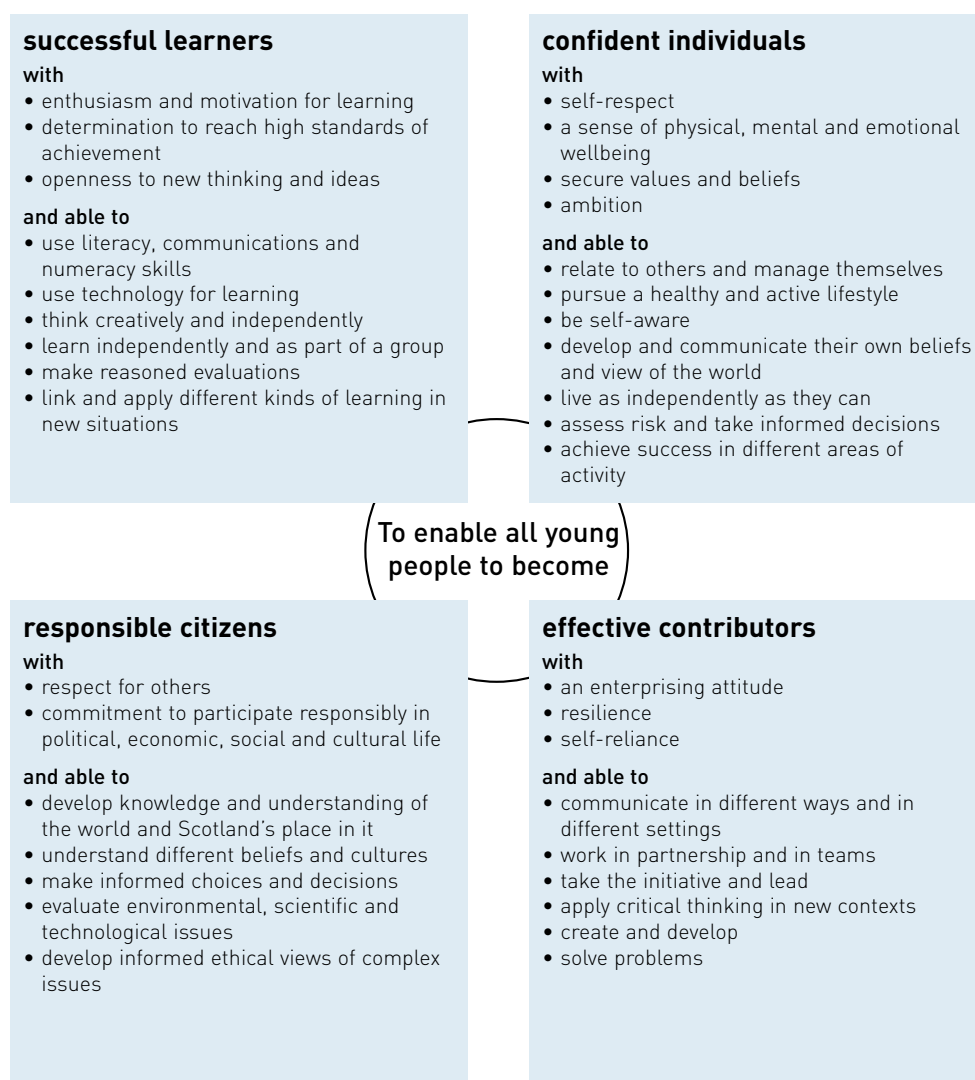 successful learners
with
• enthusiasm and motivation for learning
• determination to reach high standards of
achievement
• openness to new thinking and ideas
and able to
• use literacy, communications and
numeracy skills
• use technology for learning
• think creatively and independently
• learn independently and as part of a group
• make reasoned evaluations
• link and apply different kinds of learning in
new situations
confident individuals
with
• self-respect
• a sense of physical, mental and emotional
wellbeing
• secure values and beliefs
• ambition
and able to
• relate to others and manage themselves
• pursue a healthy and active lifestyle
• be self-aware
• develop and communicate their own beliefs
and view of the world
• live as independently as they can
• assess risk and take informed decisions
• achieve success in different areas of
activity
To enable all young
people to become
responsible citizens
with
• respect for others
• commitment to participate responsibly in
political, economic, social and cultural life
and able to
• develop knowledge and understanding of
the world and Scotland’s place in it
• understand different beliefs and cultures
• make informed choices and decisions
• evaluate environmental, scientific and
technological issues
• develop informed ethical views of complex
issues
effective contributors
with
• an enterprising attitude
• resilience
• self-reliance
and able to
• communicate in different ways and in
different settings
• work in partnership and in teams
• take the initiative and lead
• apply critical thinking in new contexts
• create and develop
• solve problems